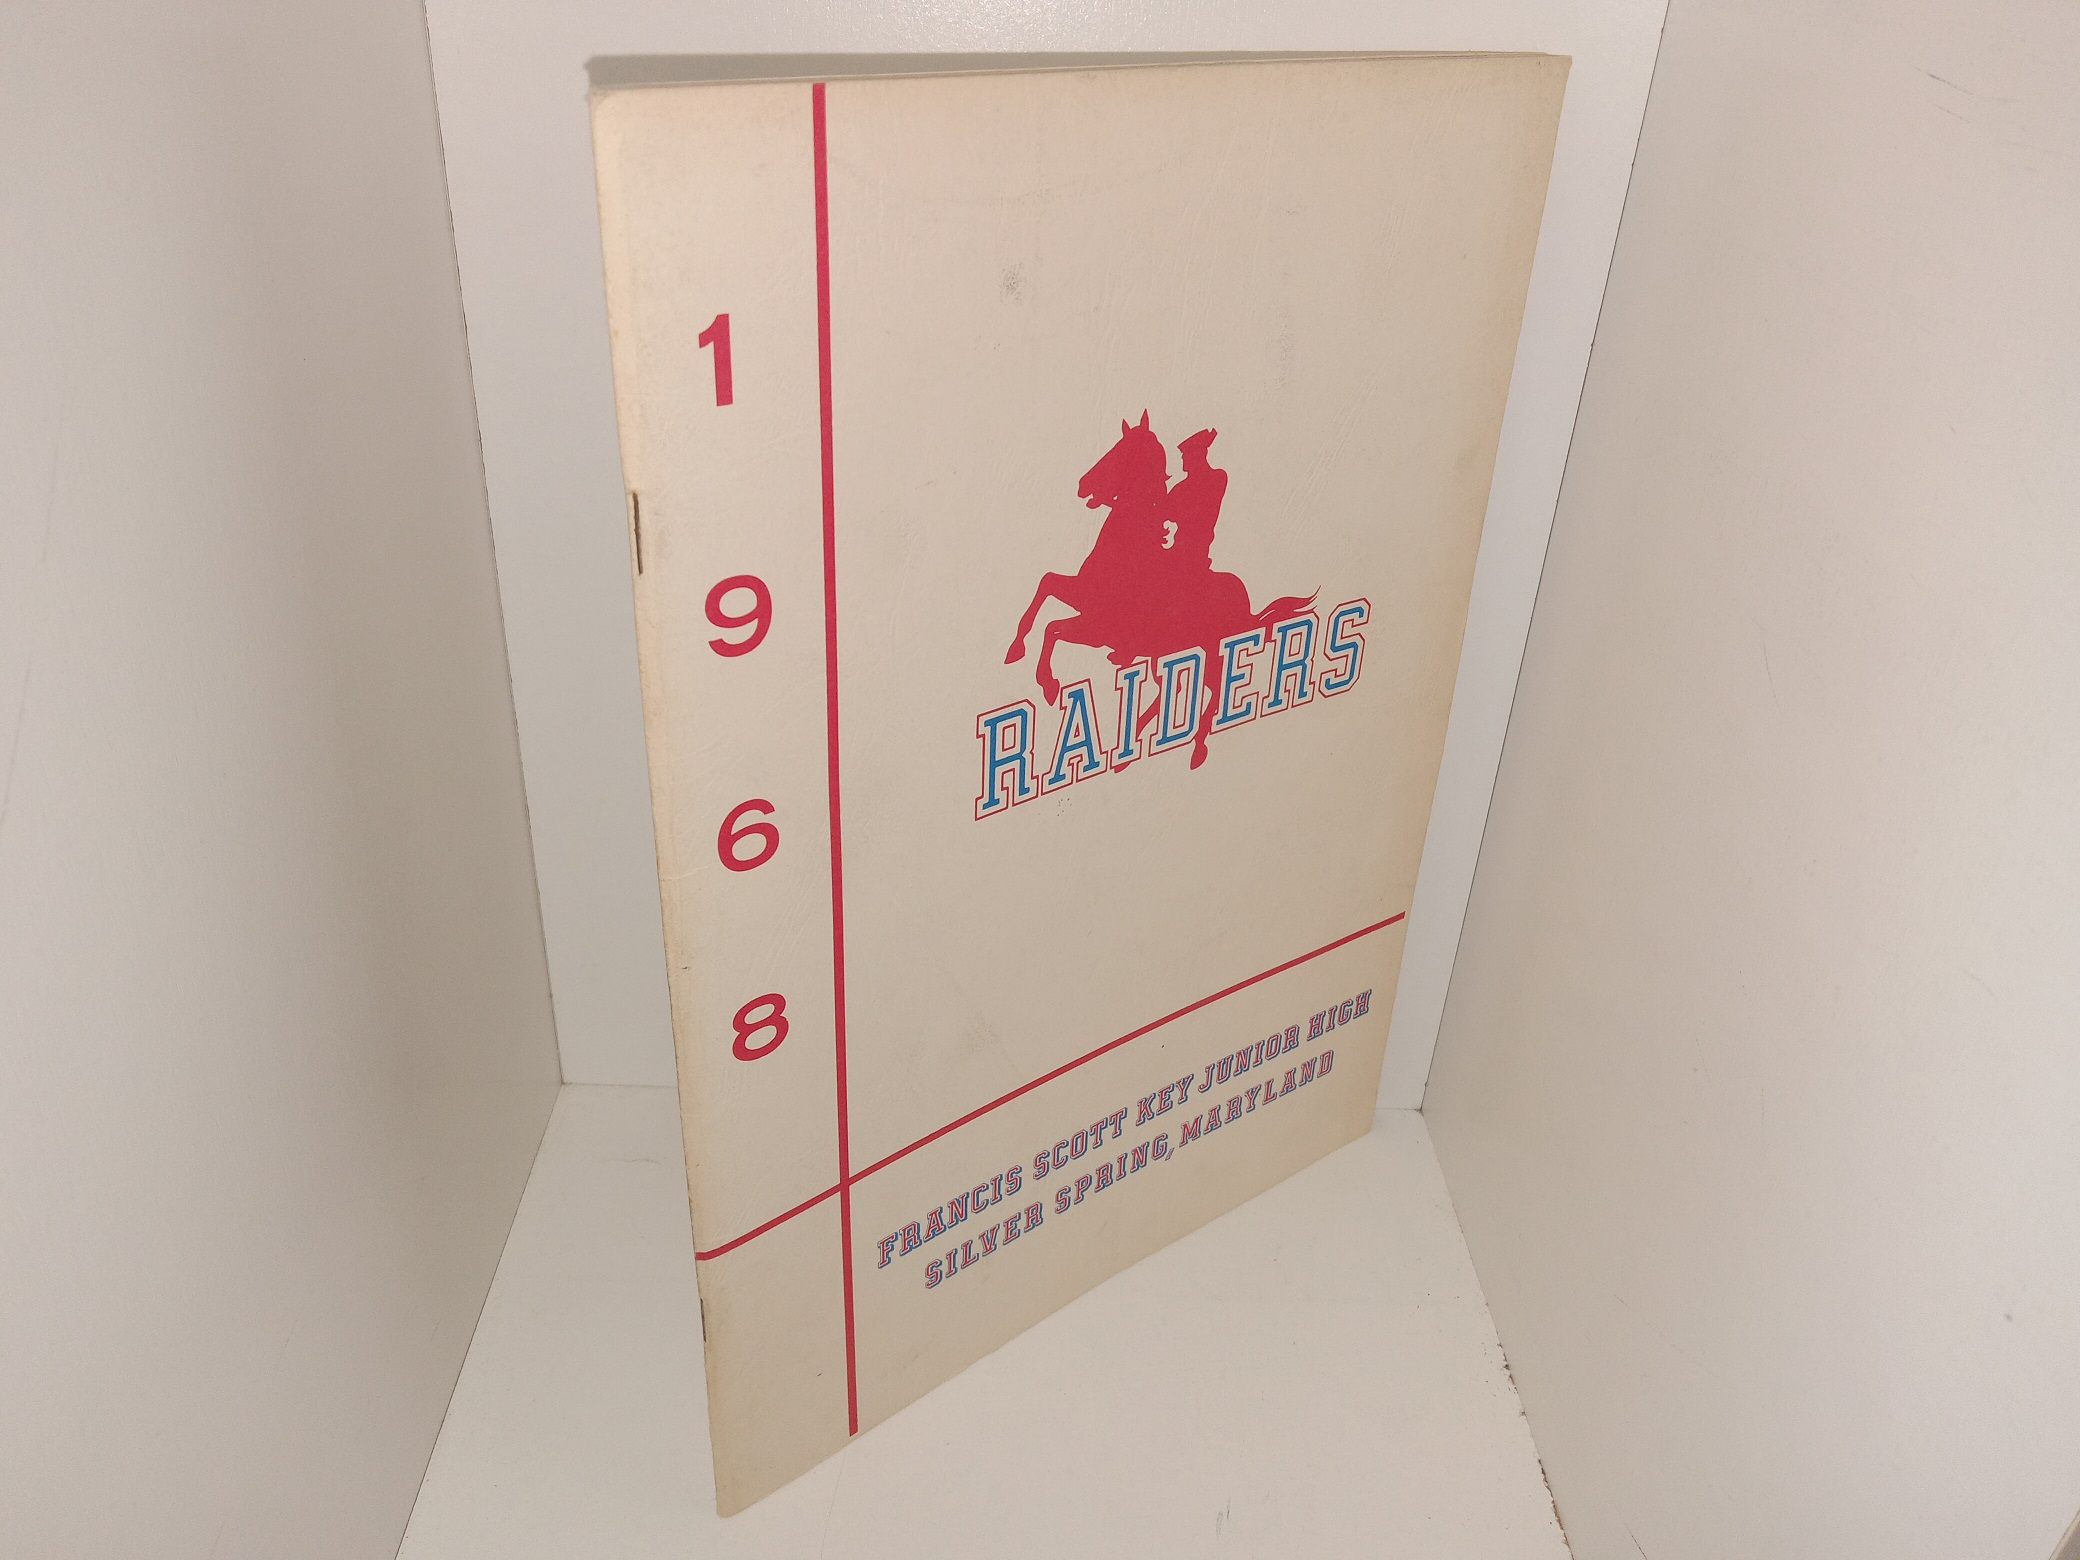 1
9
6
8
RAIDERS
FRANCIS SCOTT KEY JUNIOR HIGH
SILVER SPRING, MARYLAND